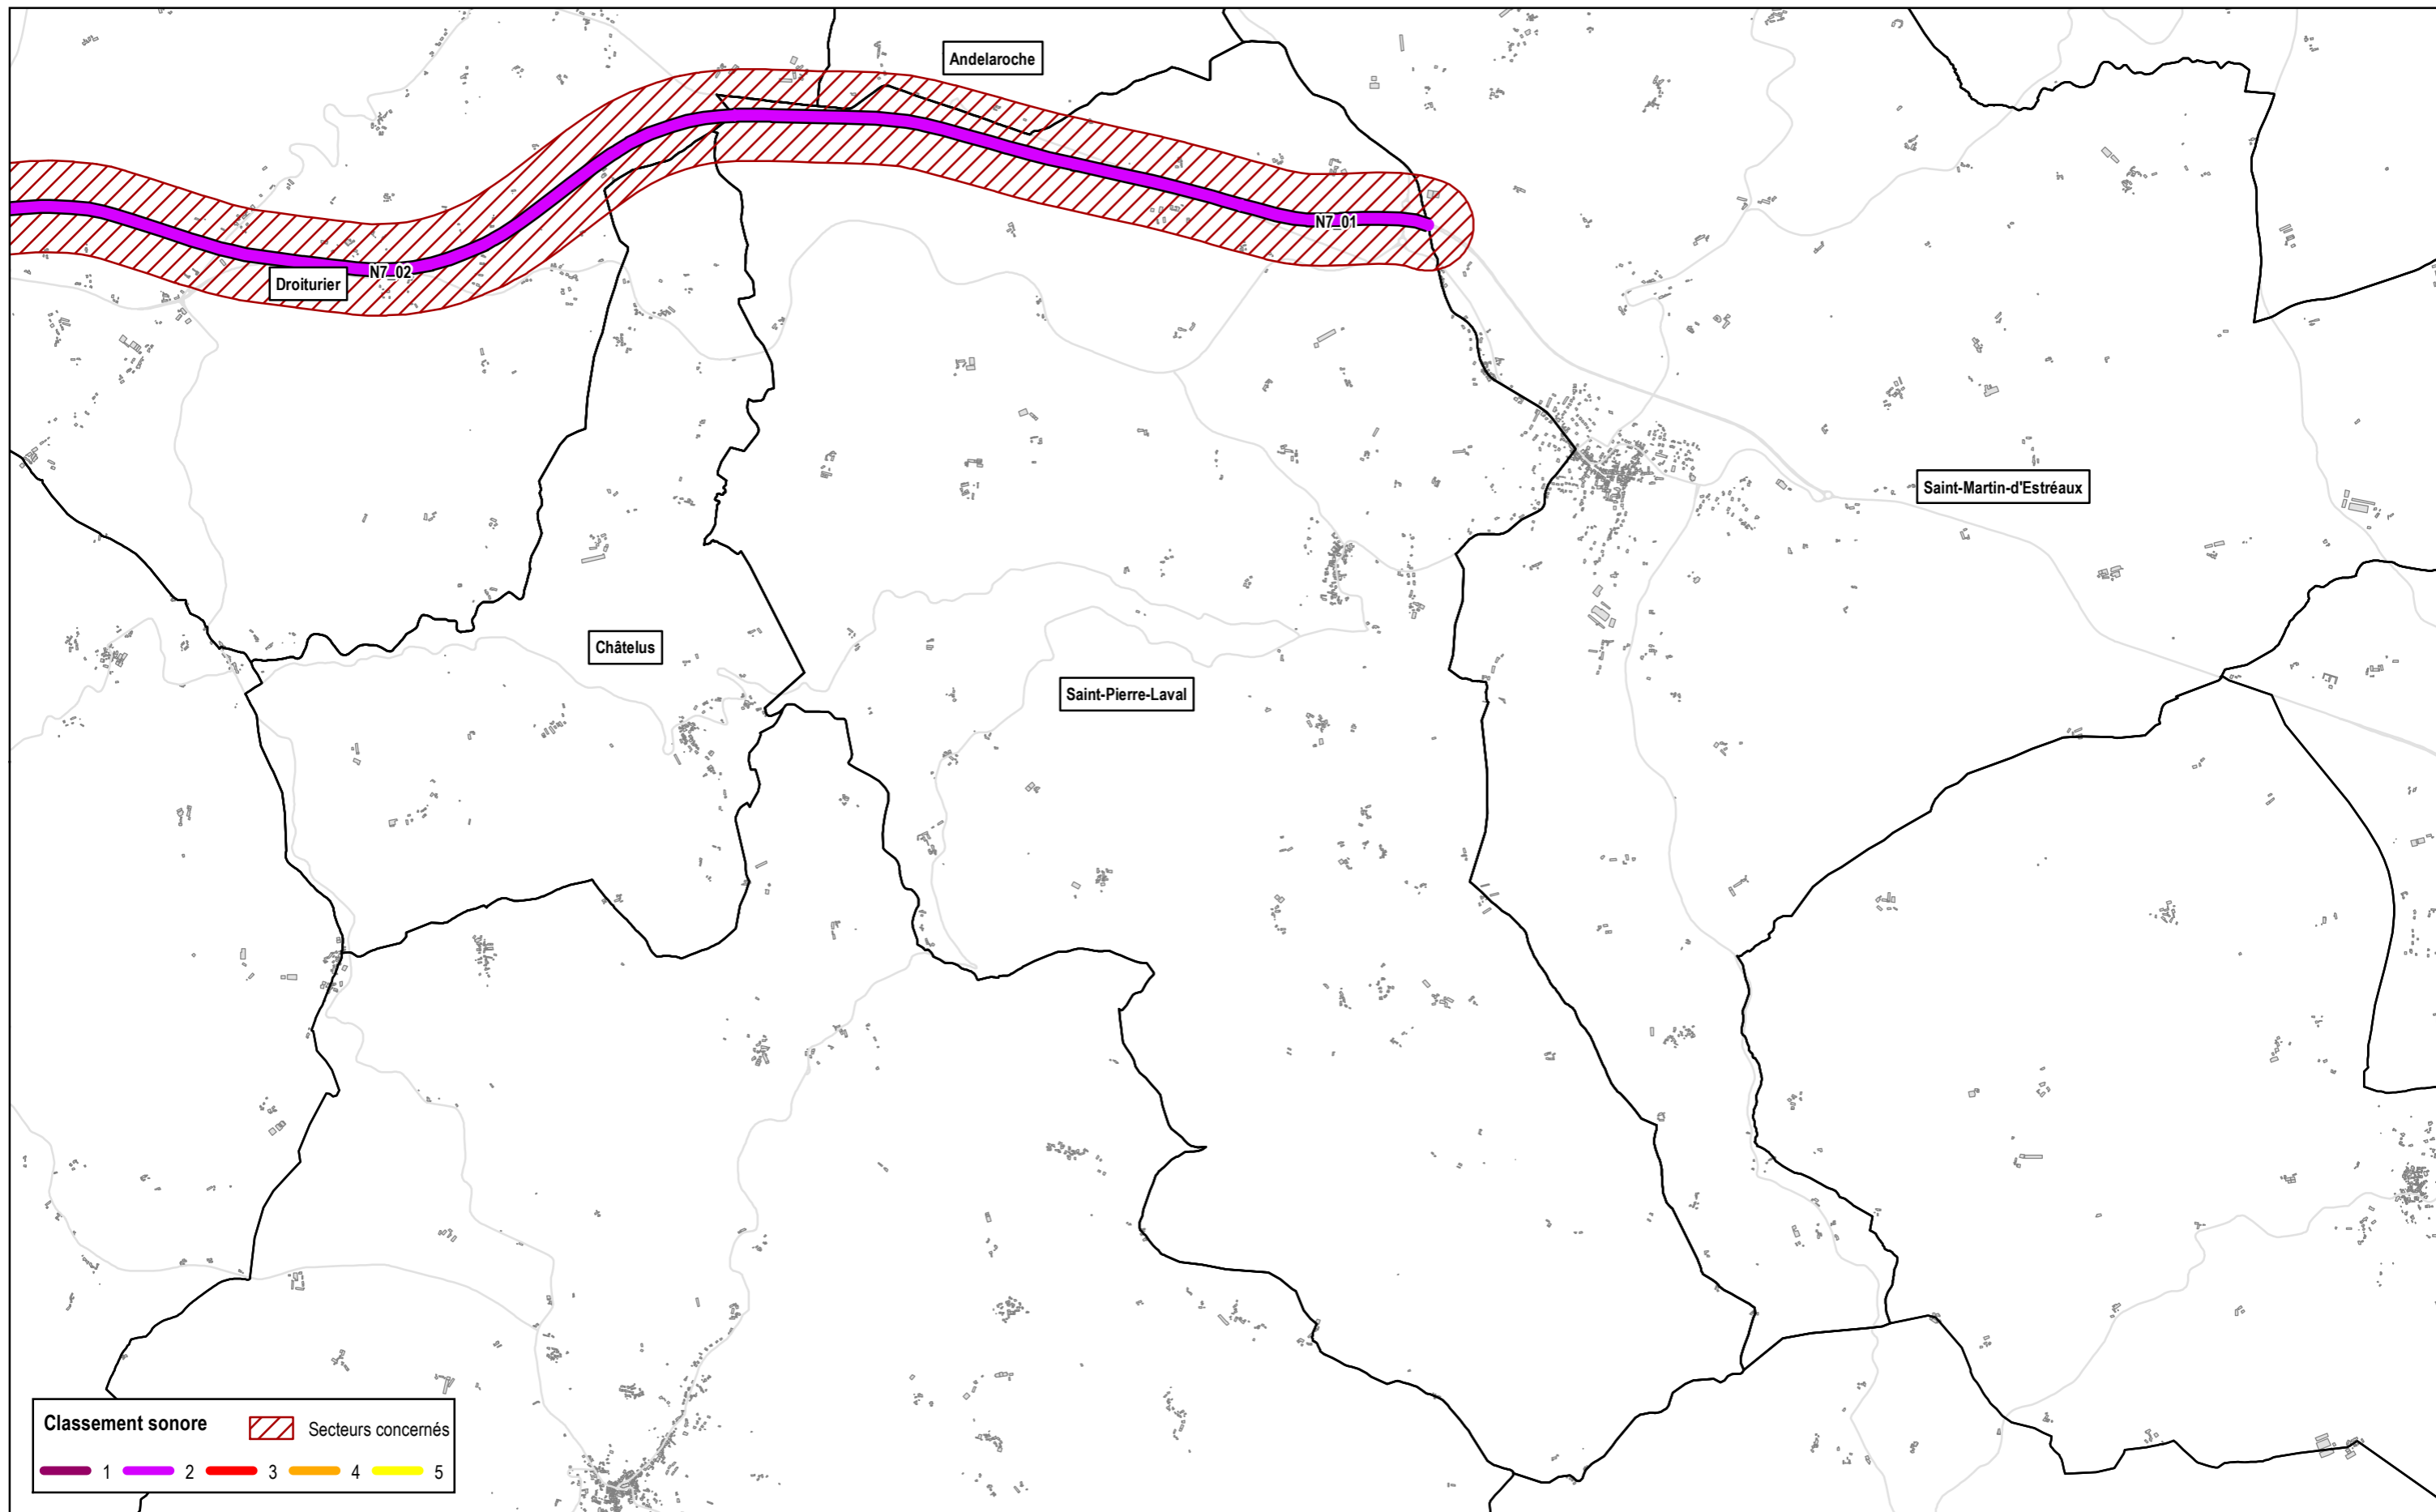 Andelaroche
N7_01
N7_02
Droiturier
Saint-Martin-d'Estréaux
Châtelus
Saint-Pierre-Laval
Classement sonore
Secteurs concernés
1 2 3 4 5